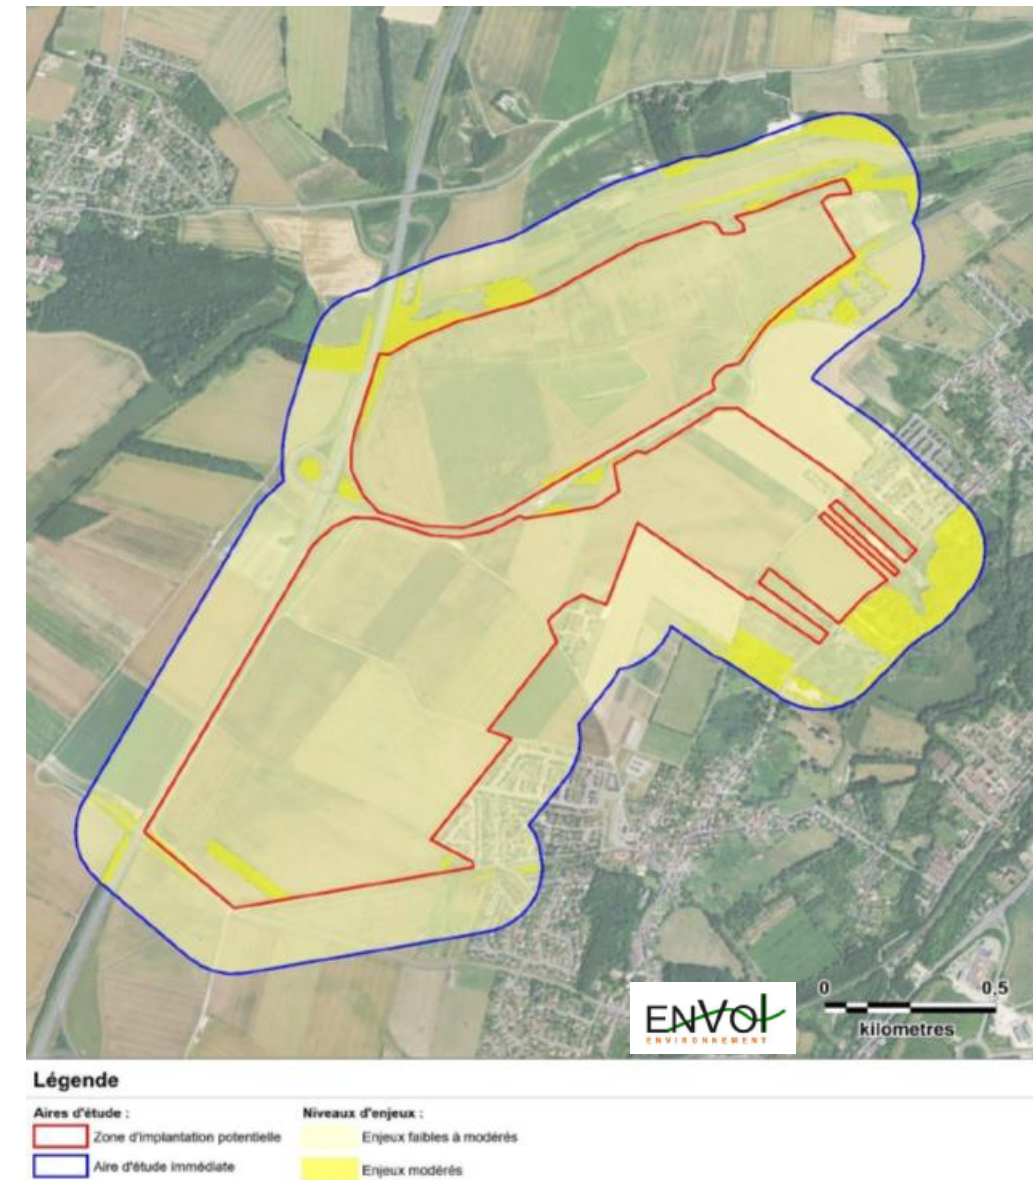 ENVOI
ENVIRONNEMENT
0 0,5
kilometres
Légende
Aires d'étude : Niveaux d'enjeux :
Zone d'implantation potentielle Enjeux faibles à modérés
Aire d'étude immédiate Enjeux modérés